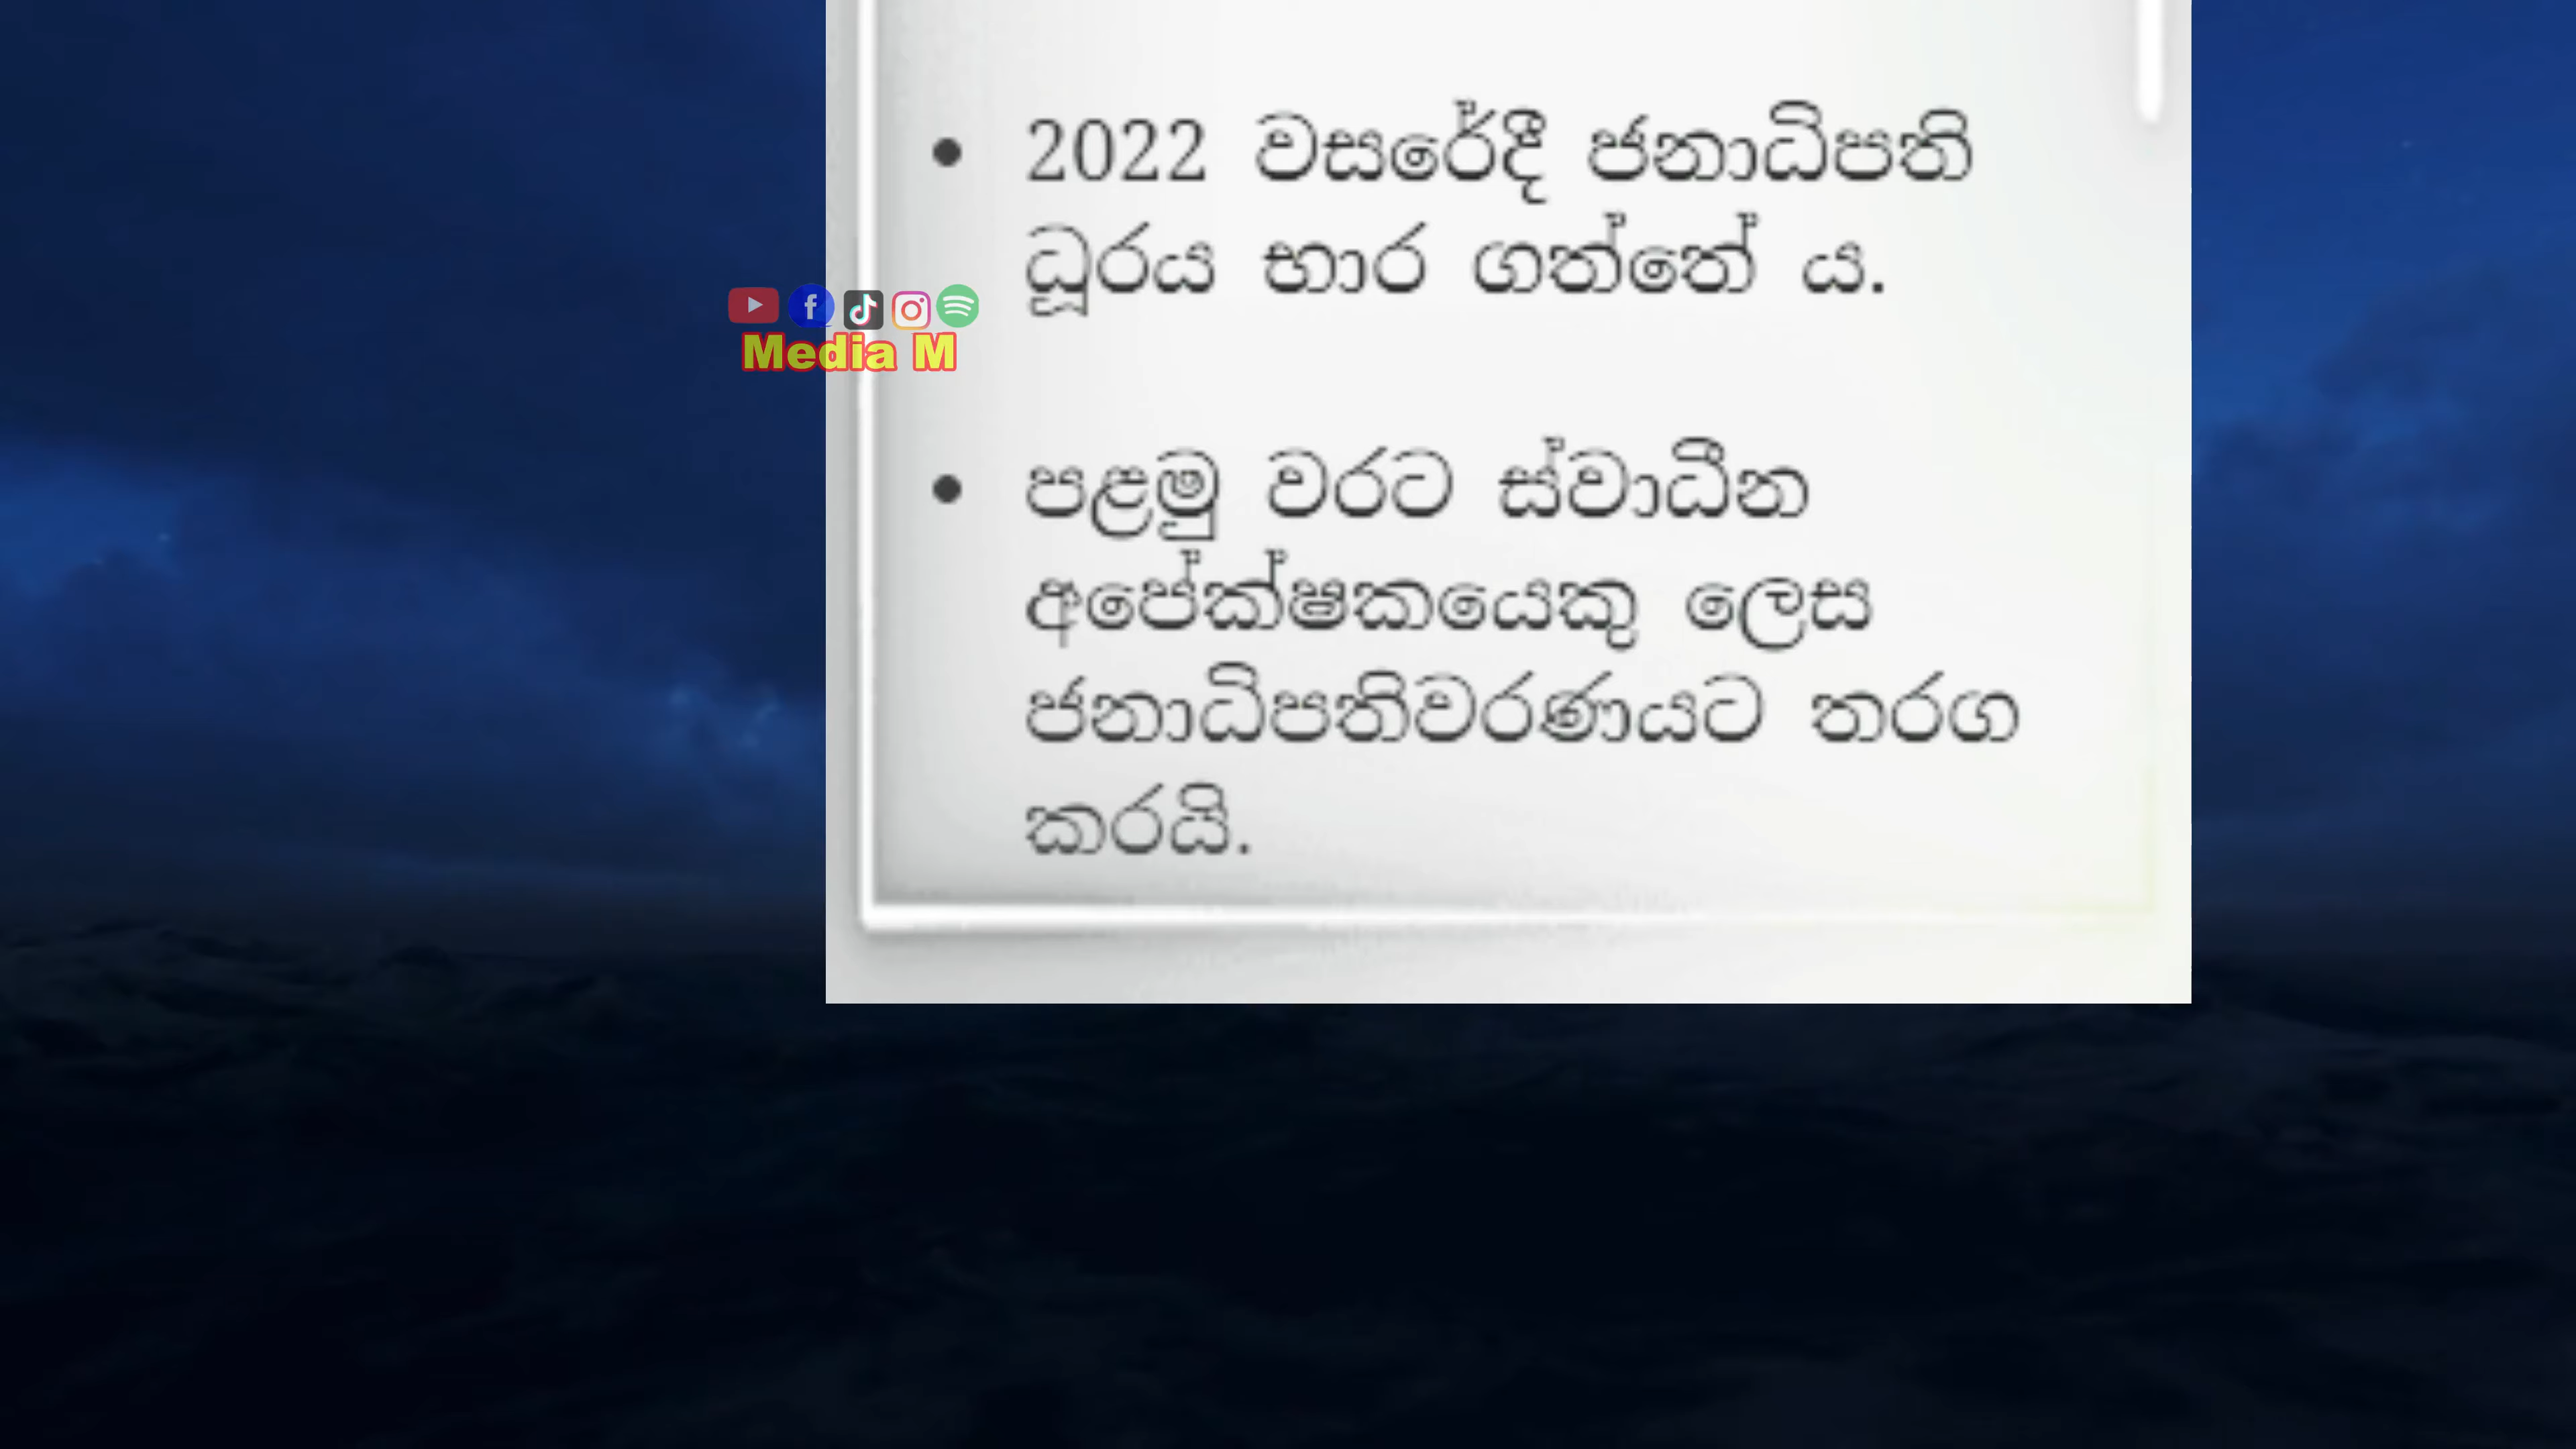 2022 වසරේදී ජනාධිපති
ධූරය භාර ගත්තේ ය.
Media M
පළමු වරට ස්වාධීන
අපේක්ෂකයෙකු ලෙස
ජනාධිපතිවරණයට තරග
කරයි.